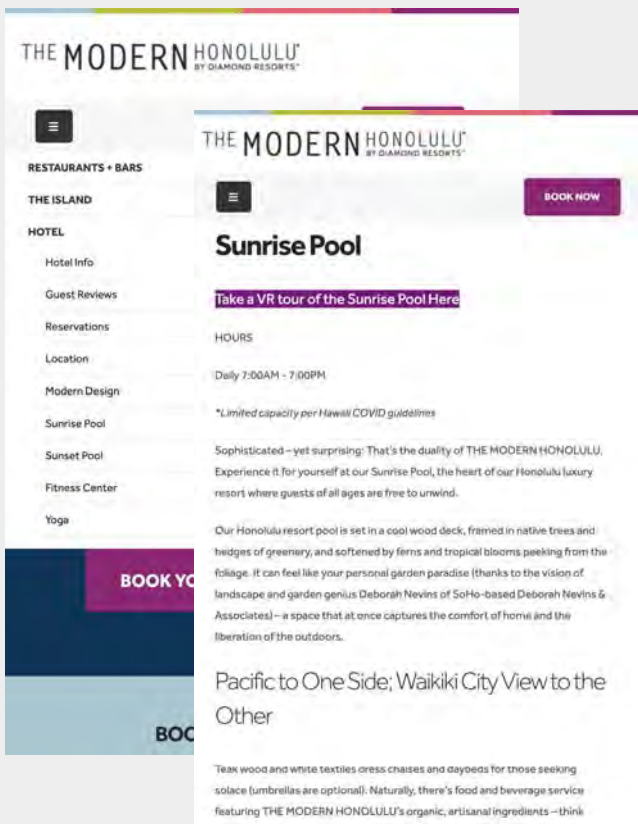 THE MODERN HONOLULU
BY DIAMOND RESORTS
RESTAURANTS + BARS
THE ISLAND
HOTEL
Hotel Info
Guest Reviews
Reservations
Location
Modern Design
Sunrise Pool
Sunset Pool
Fitness Center
Yoga
BOOK YO
BOO
THE MODERN HONOLULU
BY DIAMOND RESORTS
BOOK NOW
Sunrise Pool
Take a VR tour of the Sunrise Pool Here
HOURS
Daily 7:00AM - 7:00PM
*Limited capacity per Hawaii COVID guidelines
Sophisticated – yet surprising: That's the duality of THE MODERN HONOLULU.
Experience it for yourself at our Sunrise Pool, the heart of our Honolulu luxury
resort where guests of all ages are free to unwind.
Our Honolulu resort pool is set in a cool wood deck, framed in native trees and
hedges of greenery, and softened by ferns and tropical blooms peeking from the
foliage. It can feel like your personal garden paradise (thanks to the vision of
landscape and garden genius Deborah Nevins of SoHo-based Deborah Nevins &
Associates) – a space that at once captures the comfort of home and the
liberation of the outdoors.
Pacific to One Side; Waikiki City View to the
Other
Teak wood and white textiles dress chaises and daybeds for those seeking
solace (umbrellas are optional). Naturally, there's food and beverage service
featuring THE MODERN HONOLULU's organic, artisanal ingredients – think